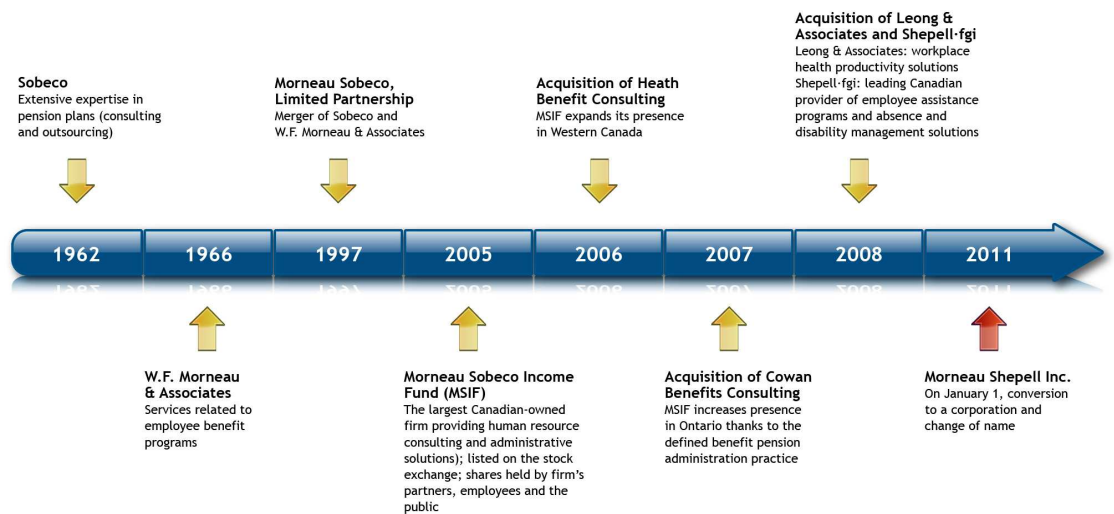 Acquisition of Leong &
Associates and Shepell·fgi
Leong & Associates: workplace
health productivity solutions
Shepell·fgi: leading Canadian
provider of employee assistance
programs and absence and
disability management solutions
Sobeco
Extensive expertise in
pension plans (consulting
and outsourcing)
Morneau Sobeco,
Limited Partnership
Merger of Sobeco and
W.F. Morneau & Associates
Acquisition of Heath
Benefit Consulting
MSIF expands its presence
in Western Canada
1962 1966 1997 2005 2006 2007 2008 2011
W.F. Morneau
& Associates
Services related to
employee benefit
programs
Morneau Sobeco Income
Fund (MSIF)
The largest Canadian-owned
firm providing human resource
consulting and administrative
solutions); listed on the stock
exchange; shares held by firm’s
partners, employees and the
public
Acquisition of Cowan
Benefits Consulting
MSIF increases presence
in Ontario thanks to the
defined benefit pension
administration practice
Morneau Shepell Inc.
On January 1, conversion
to a corporation and
change of name